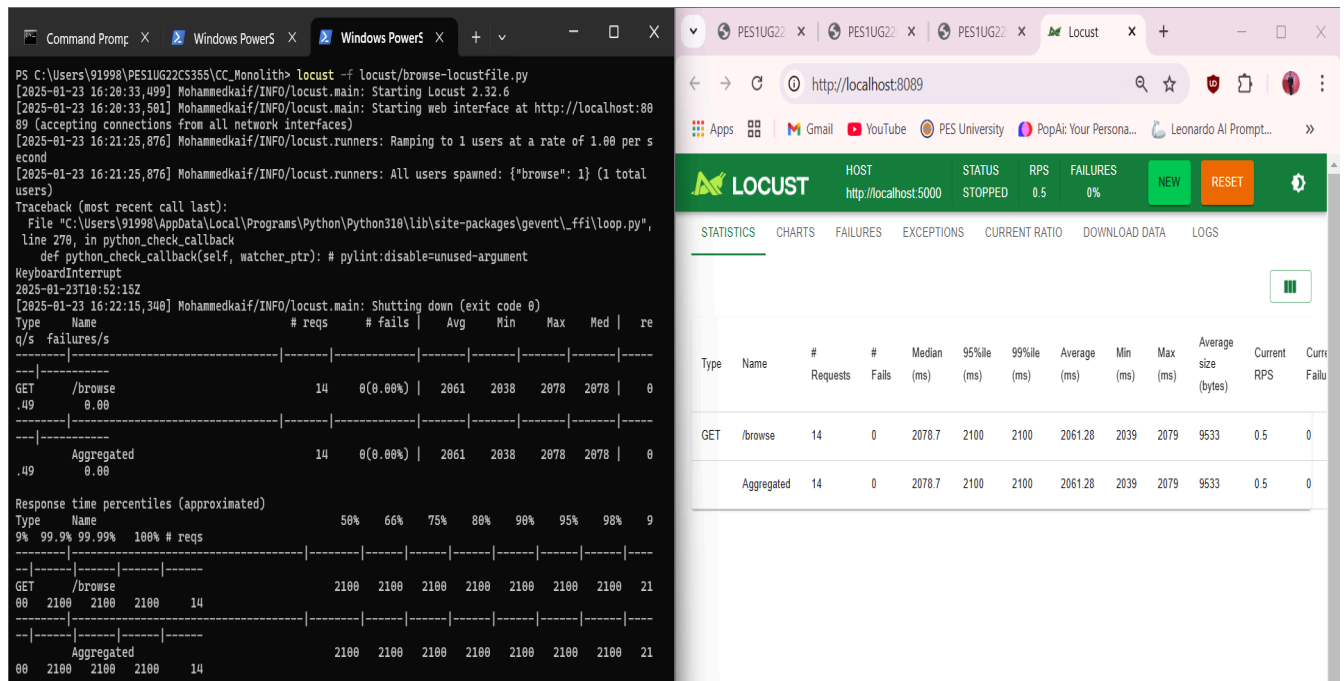 Command Promp
Windows PowerS
Windows PowerS
PS C:\Users\91998\PES1UG22CS355\CC_Monolith> locust -f locust/browse-locustfile.py
[2025-01-23 16:20:33,499] Mohammedkaif/INFO/locust.main: Starting Locust 2.32.6
[2025-01-23 16:20:33,501] Mohammedkaif/INFO/locust.main: Starting web interface at http://localhost:80
89 (accepting connections from all network interfaces)
[2025-01-23 16:21:25,876] Mohammedkaif/INFO/locust.runners: Ramping to 1 users at a rate of 1.00 per s
econd
[2025-01-23 16:21:25,876] Mohammedkaif/INFO/locust.runners: All users spawned: {"browse": 1} (1 total
users)
Traceback (most recent call last):
  File "C:\Users\91998\AppData\Local\Programs\Python\Python310\lib\site-packages\gevent\_ffi\loop.py",
 line 270, in python_check_callback
    def python_check_callback(self, watcher_ptr): # pylint:disable=unused-argument
KeyboardInterrupt
2025-01-23T10:52:15Z
[2025-01-23 16:22:15,340] Mohammedkaif/INFO/locust.main: Shutting down (exit code 0)
Type     Name                              # reqs      # fails |    Avg     Min     Max    Med |   re
q/s  failures/s
--------|--------------------------------|-------|-------------|-------|-------|-------|-------|-----
---|-----------
GET      /browse                               14     0(0.00%) |   2061    2038    2078   2078 |    0
.49        0.00
--------|--------------------------------|-------|-------------|-------|-------|-------|-------|-----
---|-----------
         Aggregated                            14     0(0.00%) |   2061    2038    2078   2078 |    0
.49        0.00
Response time percentiles (approximated)
Type     Name                                  50%    66%    75%    80%    90%    95%    98%    9
9%  99.9% 99.99%   100% # reqs
--------|--------------------------------|--------|------|------|------|------|------|------|----
--|------|------|------|------
GET      /browse                              2100   2100   2100   2100   2100   2100   2100   21
00   2100   2100   2100     14
--------|--------------------------------|--------|------|------|------|------|------|------|----
--|------|------|------|------
         Aggregated                           2100   2100   2100   2100   2100   2100   2100   21
00   2100   2100   2100     14
PES1UG22
PES1UG22
PES1UG22
Locust
http://localhost:8089
Apps
Gmail
YouTube
PES University
PopAi: Your Persona...
Leonardo AI Prompt...
LOCUST
HOST
http://localhost:5000
STATUS
STOPPED
RPS
0.5
FAILURES
0%
NEW
RESET
STATISTICS CHARTS FAILURES EXCEPTIONS CURRENT RATIO DOWNLOAD DATA LOGS
Type Name # Requests # Fails Median (ms) 95%ile (ms) 99%ile (ms) Average (ms) Min (ms) Max (ms) Average size (bytes) Current RPS Curre Failu
GET /browse 14 0 2078.7 2100 2100 2061.28 2039 2079 9533 0.5 0
Aggregated 14 0 2078.7 2100 2100 2061.28 2039 2079 9533 0.5 0